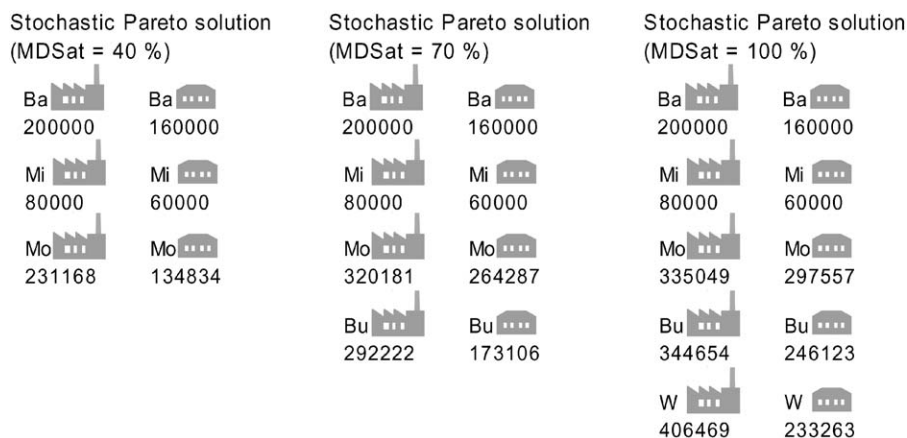 Stochastic Pareto solution
(MDSat = 40 %)
Ba Ba
200000 160000
Mi Mi
80000 60000
Mo Mo
231168 134834
Stochastic Pareto solution
(MDSat = 70 %)
Ba Ba
200000 160000
Mi Mi
80000 60000
Mo Mo
320181 264287
Bu Bu
292222 173106
Stochastic Pareto solution
(MDSat = 100 %)
Ba Ba
200000 160000
Mi Mi
80000 60000
Mo Mo
335049 297557
Bu Bu
344654 246123
W W
406469 233263